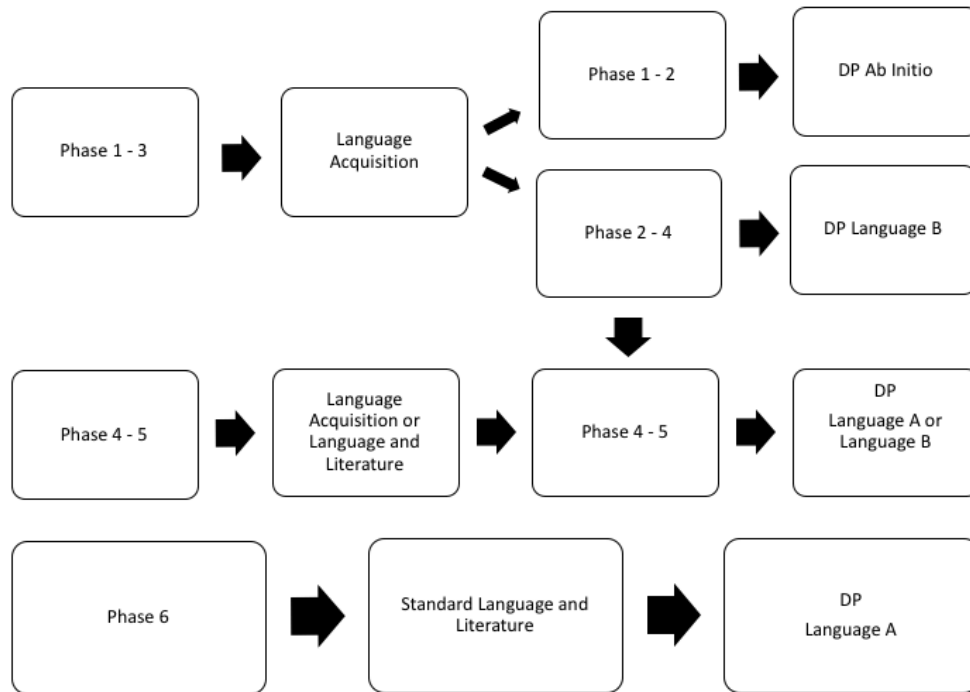 Phase 1 - 3
Language
Acquisition
Phase 1 - 2
DP Ab Initio
Phase 2 - 4
DP Language B
Phase 4 - 5
Language
Acquisition or
Language and
Literature
Phase 4 - 5
DP
Language A or
Language B
Phase 6
Standard Language and
Literature
DP
Language A